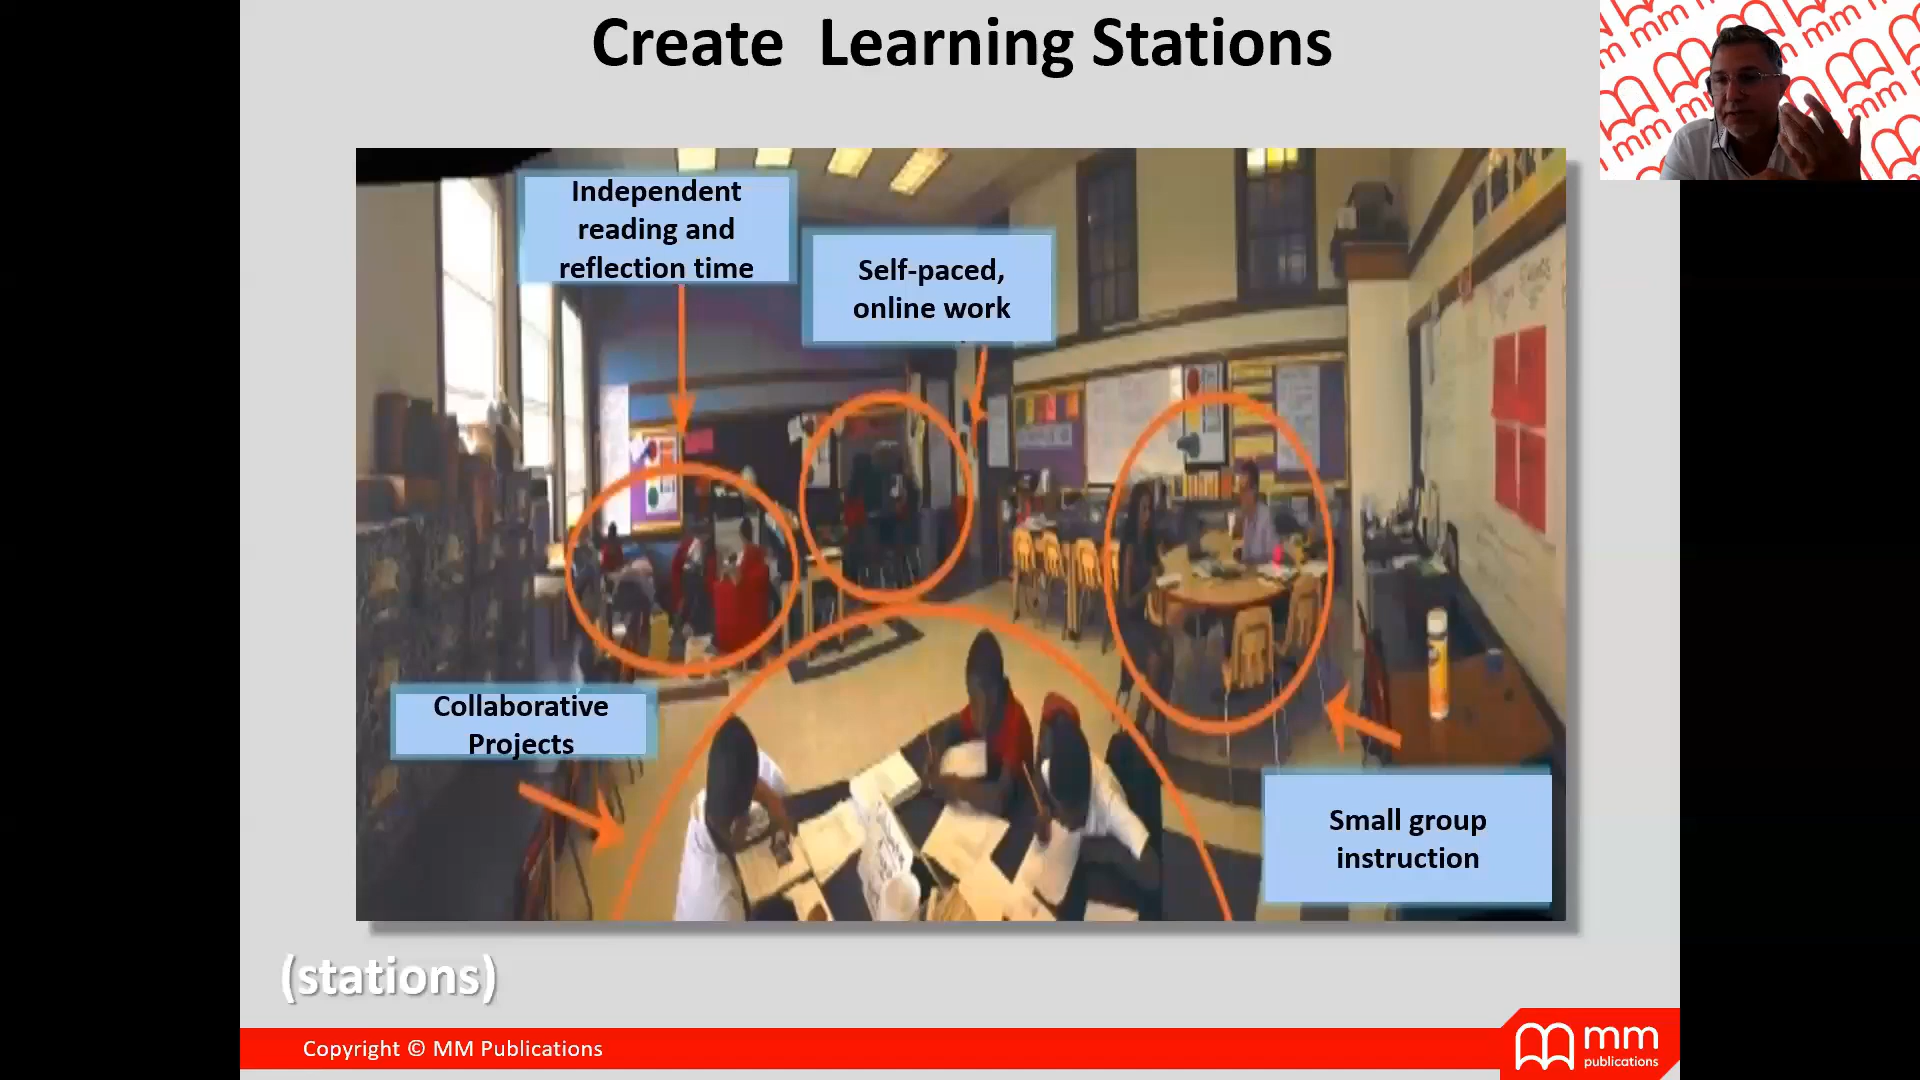 Create Learning Stations
Independent
reading and
reflection time
Self-paced,
online work
Collaborative
Projects
Small group
instruction
(stations)
Copyright © MM Publications
mm
publications